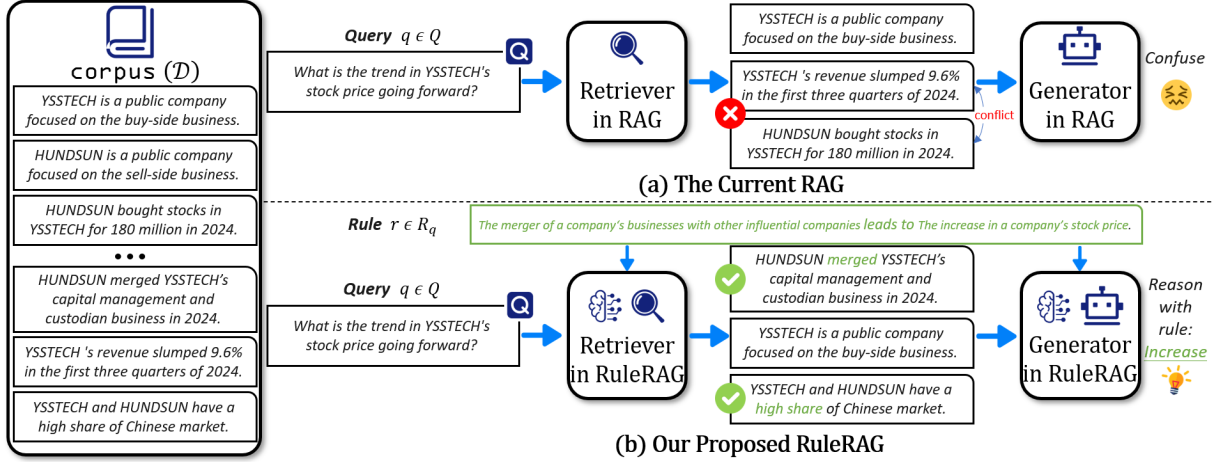 corpus (𝒟)
YSSTECH is a public company
focused on the buy-side business.
HUNDSUN is a public company
focused on the sell-side business.
HUNDSUN bought stocks in
YSSTECH for 180 million in 2024.
•••
HUNDSUN merged YSSTECH’s
capital management and
custodian business in 2024.
YSSTECH 's revenue slumped 9.6%
in the first three quarters of 2024.
YSSTECH and HUNDSUN have a
high share of Chinese market.
Query q ϵ Q
Q
What is the trend in YSSTECH's
stock price going forward?
Retriever
in RAG
YSSTECH is a public company
focused on the buy-side business.
YSSTECH 's revenue slumped 9.6%
in the first three quarters of 2024.
HUNDSUN bought stocks in
YSSTECH for 180 million in 2024.
conflict
Generator
in RAG
Confuse
(a) The Current RAG
Rule r ϵ R_q
The merger of a company's businesses with other influential companies leads to The increase in a company's stock price.
Query q ϵ Q
Q
What is the trend in YSSTECH's
stock price going forward?
Retriever
in RuleRAG
HUNDSUN merged YSSTECH’s
capital management and
custodian business in 2024.
YSSTECH is a public company
focused on the buy-side business.
YSSTECH and HUNDSUN have a
high share of Chinese market.
Generator
in RuleRAG
Reason
with
rule:
Increase
(b) Our Proposed RuleRAG